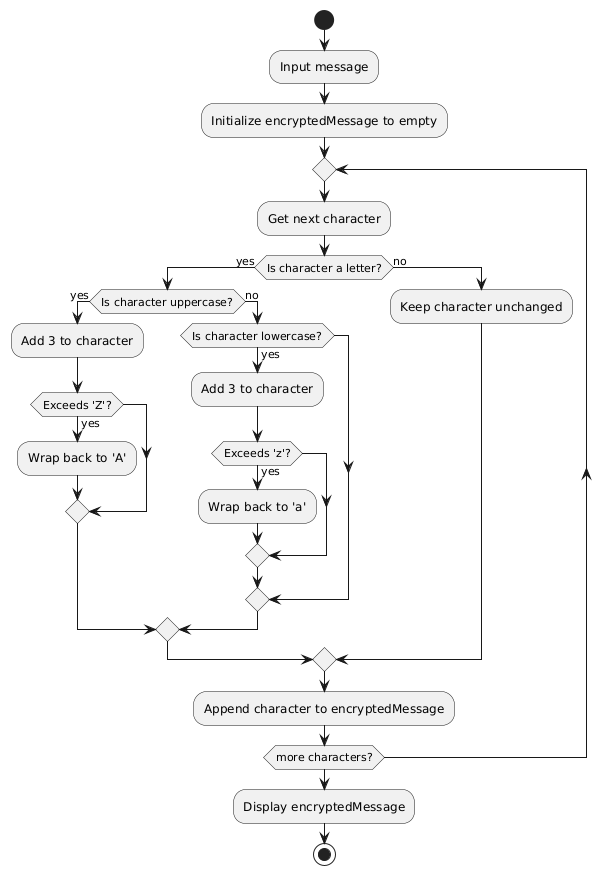 Input message
Initialize encryptedMessage to empty
Get next character
yes
Is character a letter?
no
yes
Is character uppercase?
no
Keep character unchanged
Add 3 to character
Is character lowercase?
yes
Add 3 to character
Exceeds 'Z'?
yes
Wrap back to 'A'
Exceeds 'z'?
yes
Wrap back to 'a'
Append character to encryptedMessage
more characters?
Display encryptedMessage